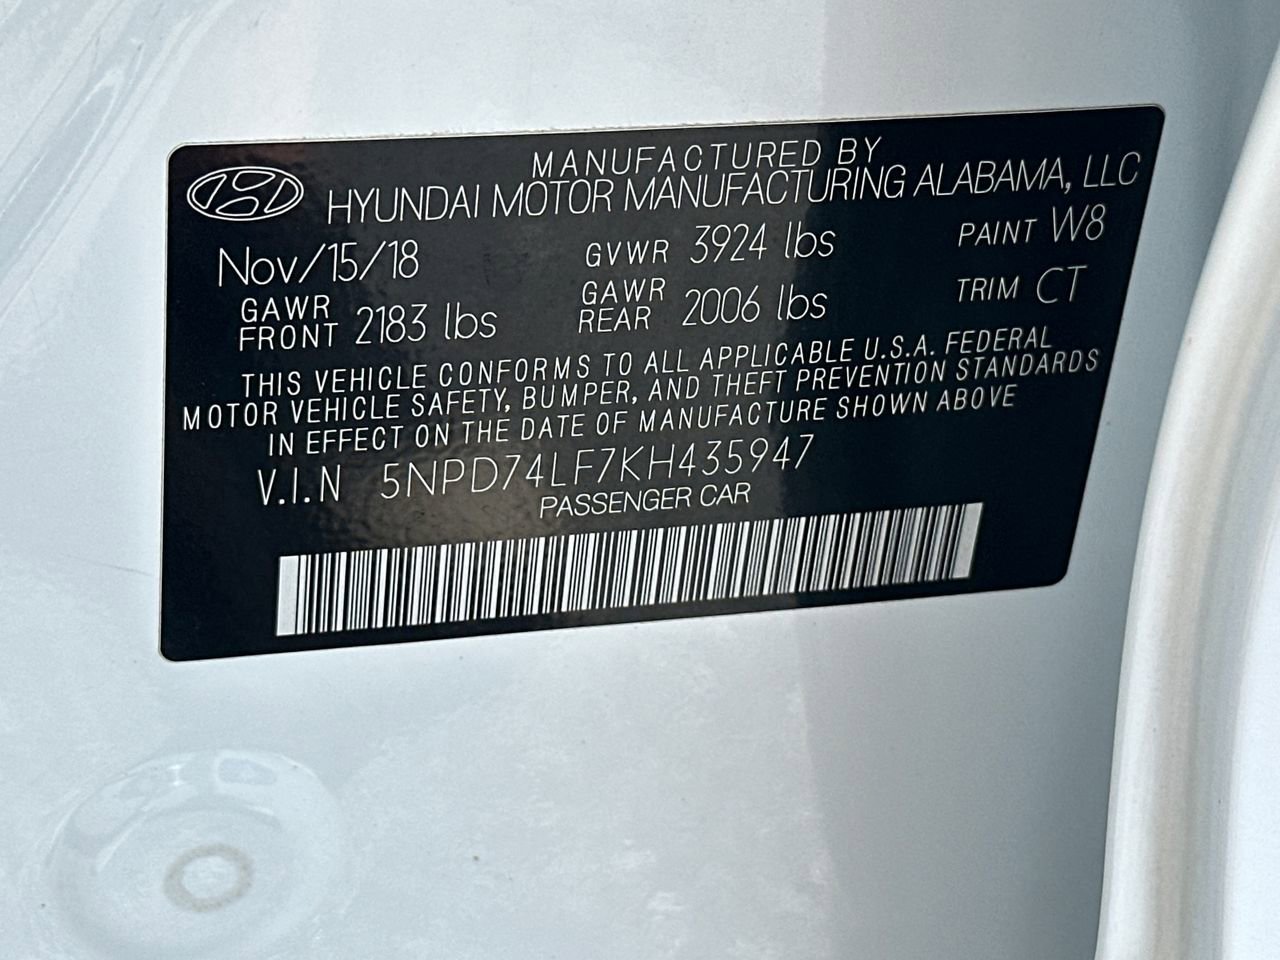 MANUFACTURED BY
HYUNDAI MOTOR MANUFACTURING ALABAMA, LLC
Nov/15/18 GVWR 3924 lbs PAINT W8
GAWR FRONT 2183 lbs GAWR REAR 2006 lbs TRIM CT
THIS VEHICLE CONFORMS TO ALL APPLICABLE U.S.A. FEDERAL
MOTOR VEHICLE SAFETY, BUMPER, AND THEFT PREVENTION STANDARDS
IN EFFECT ON THE DATE OF MANUFACTURE SHOWN ABOVE
V.I.N 5NPD74LF7KH435947
PASSENGER CAR